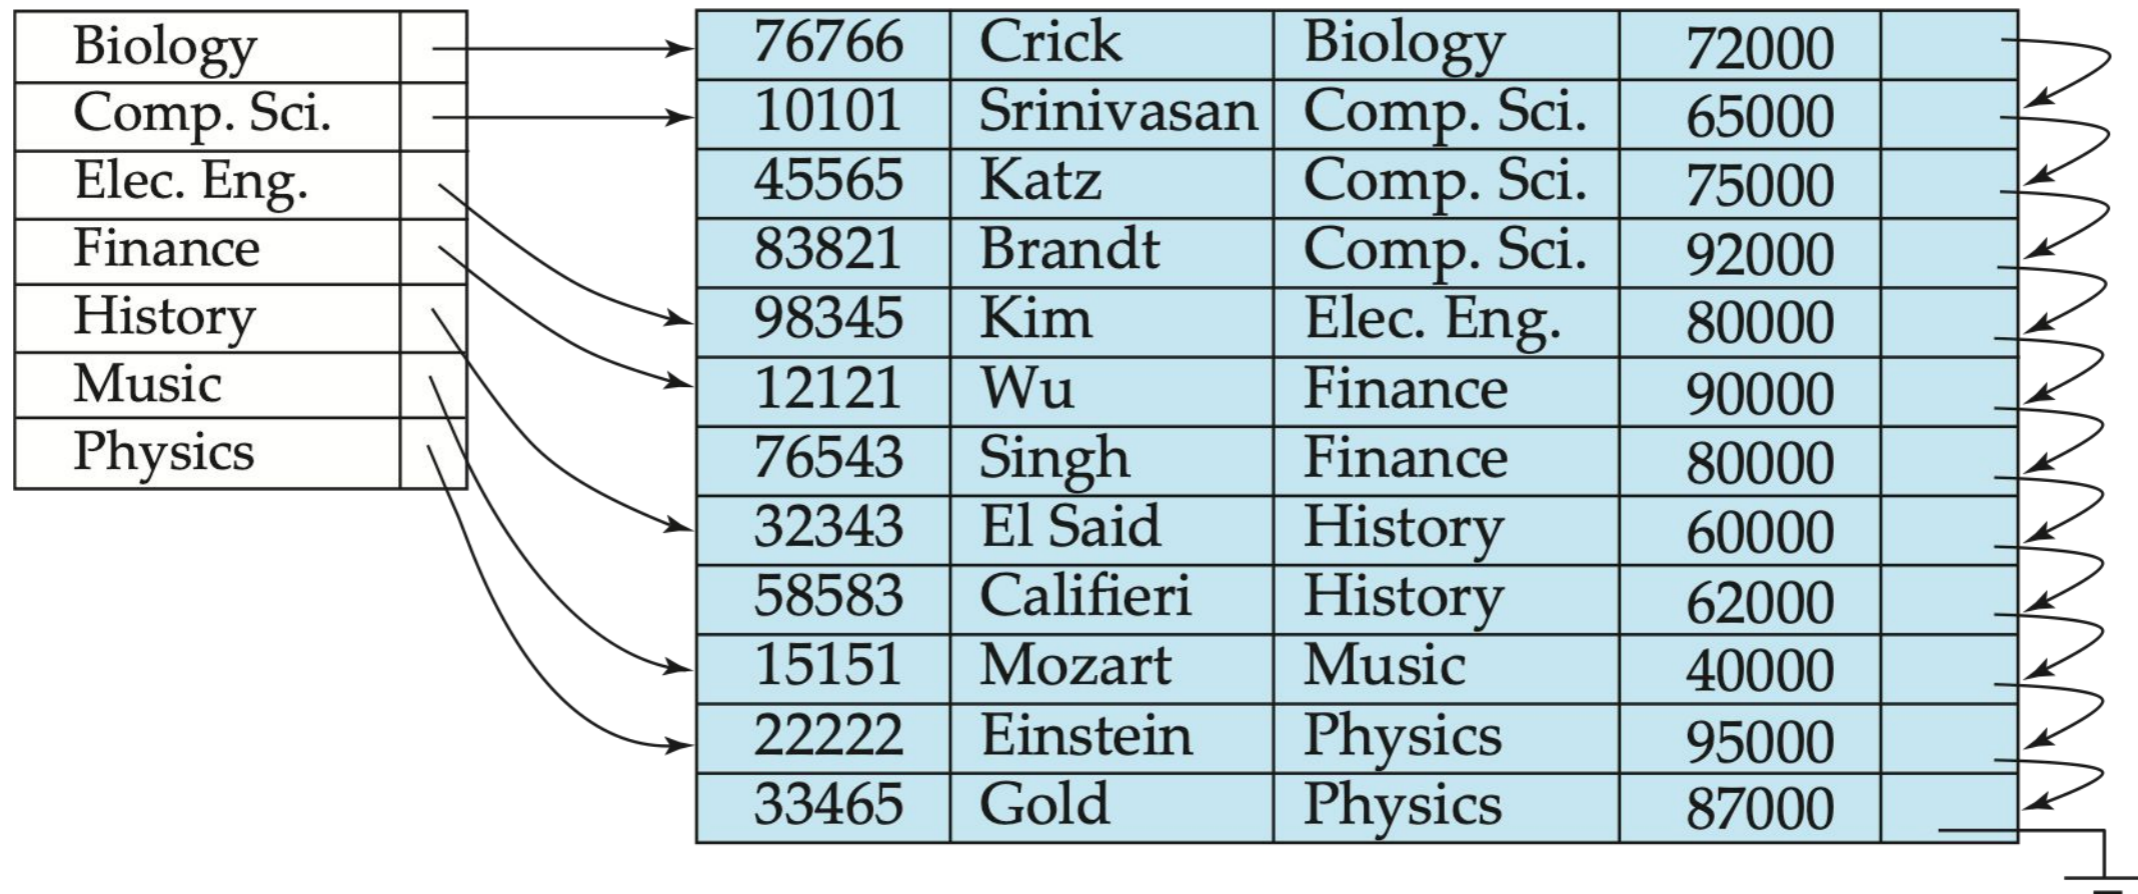 Biology
Comp. Sci.
Elec. Eng.
Finance
History
Music
Physics
76766 Crick Biology 72000
10101 Srinivasan Comp. Sci. 65000
45565 Katz Comp. Sci. 75000
83821 Brandt Comp. Sci. 92000
98345 Kim Elec. Eng. 80000
12121 Wu Finance 90000
76543 Singh Finance 80000
32343 El Said History 60000
58583 Califieri History 62000
15151 Mozart Music 40000
22222 Einstein Physics 95000
33465 Gold Physics 87000